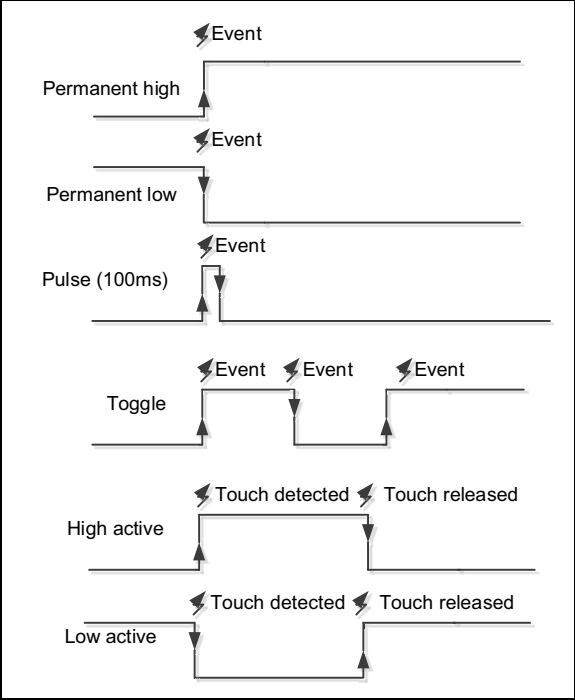 Event
Permanent high
Event
Permanent low
Event
Pulse (100ms)
Event Event Event
Toggle
Touch detected Touch released
High active
Touch detected Touch released
Low active